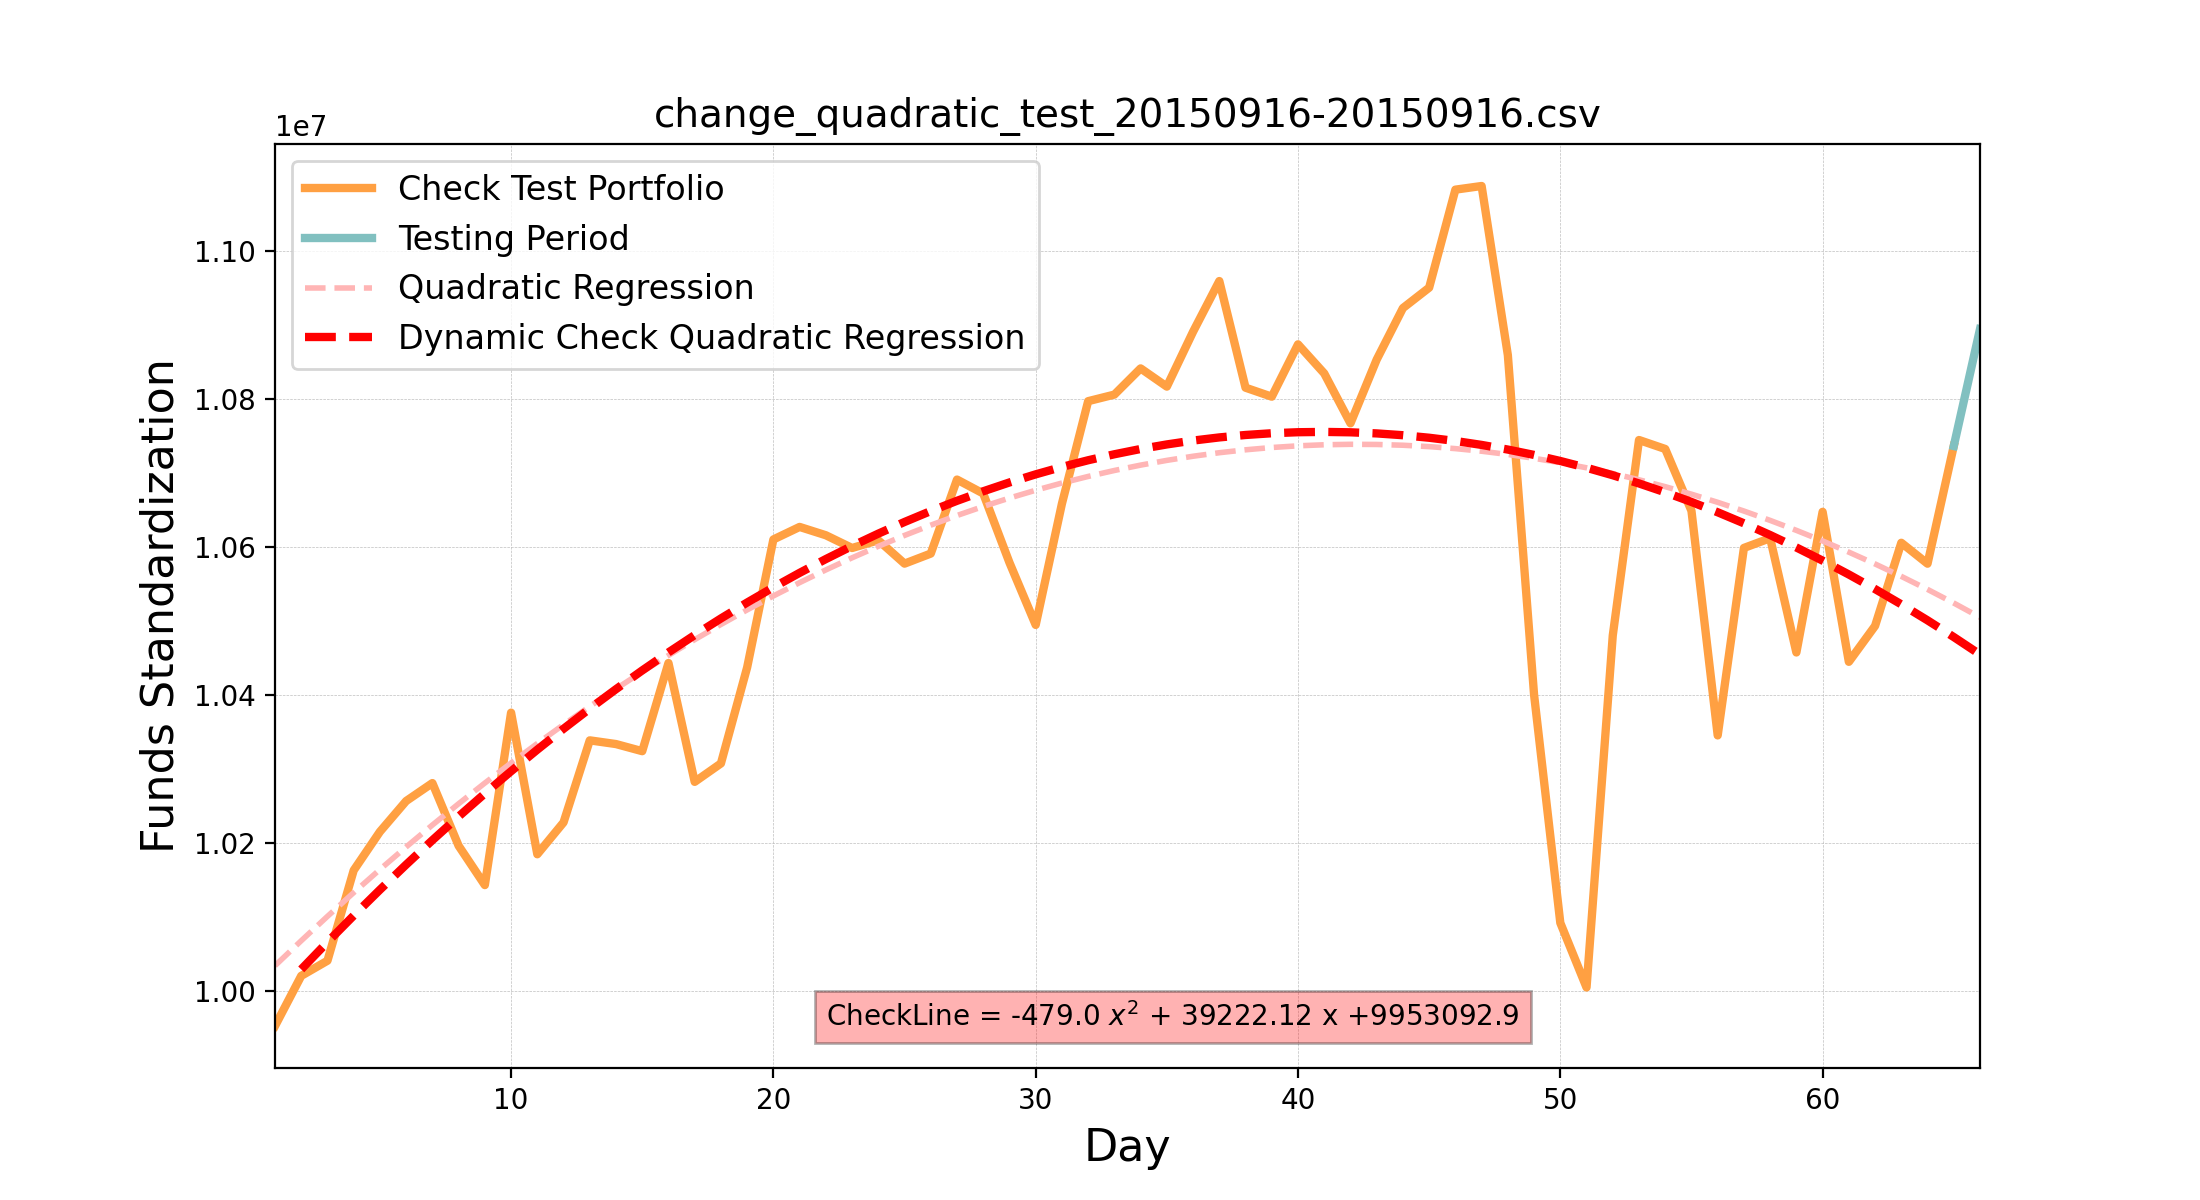 change_quadratic_test_20150916-20150916.csv
1e7
Check Test Portfolio
Testing Period
Quadratic Regression
Dynamic Check Quadratic Regression
1.10
1.08
1.06
1.04
1.02
1.00
Funds Standardization
CheckLine = -479.0 x² + 39222.12 x +9953092.9
10 20 30 40 50 60
Day